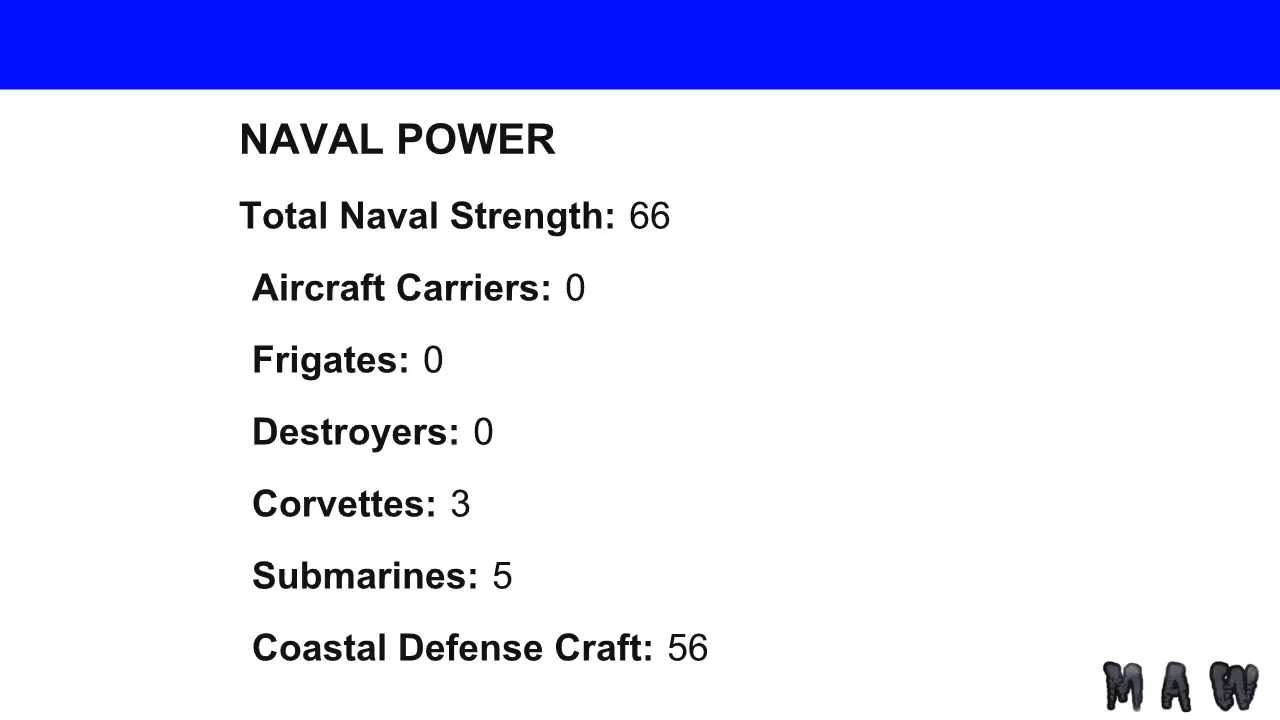 NAVAL POWER
Total Naval Strength: 66
Aircraft Carriers: 0
Frigates: 0
Destroyers: 0
Corvettes: 3
Submarines: 5
Coastal Defense Craft: 56
MAW